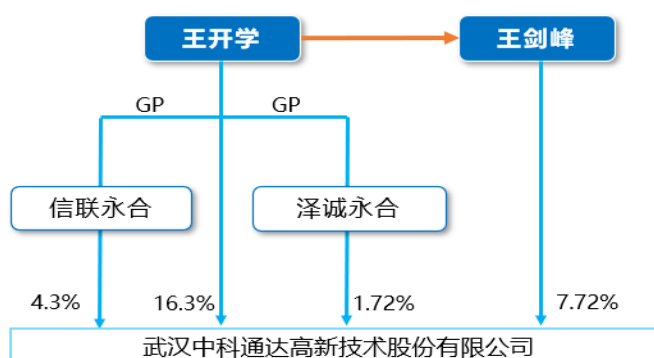 王开学
王剑峰
GP
GP
信联永合
泽诚永合
4.3%
16.3%
1.72%
7.72%
武汉中科通达高新技术股份有限公司